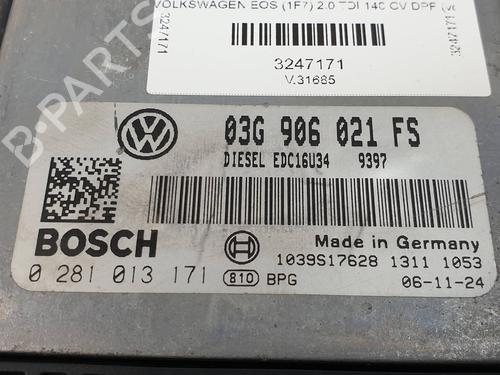 VOLKSWAGEN EOS (1F7) 2.0 TDI 140 CV DPF
3247171
3247171
3247171
V.31685
03G 906 021 FS
DIESEL EDC16U34 9397
BOSCH
Made in Germany
0 281 013 171
1039S17628 1311 1053
810 BPG
06-11-24